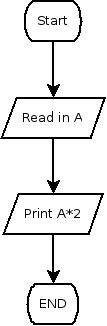 Start
Read in A
Print A*2
END